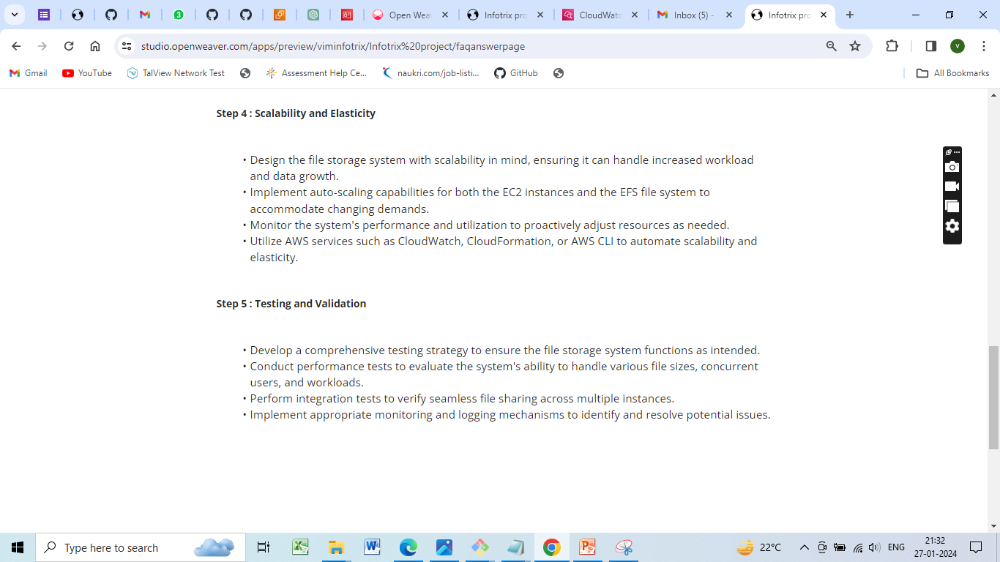 3
Open Wea
Infotrix pro
CloudWatc
Inbox (5) -
Infotrix pro
studio.openweaver.com/apps/preview/viminfotrix/Infotrix%20project/faqanswerpage
V
Gmail
YouTube
TalView Network Test
Assessment Help Ce...
naukri.com/job-listi...
GitHub
All Bookmarks
Step 4 : Scalability and Elasticity
• Design the file storage system with scalability in mind, ensuring it can handle increased workload
and data growth.
• Implement auto-scaling capabilities for both the EC2 instances and the EFS file system to
accommodate changing demands.
• Monitor the system's performance and utilization to proactively adjust resources as needed.
• Utilize AWS services such as CloudWatch, CloudFormation, or AWS CLI to automate scalability and
elasticity.
Step 5 : Testing and Validation
• Develop a comprehensive testing strategy to ensure the file storage system functions as intended.
• Conduct performance tests to evaluate the system's ability to handle various file sizes, concurrent
users, and workloads.
• Perform integration tests to verify seamless file sharing across multiple instances.
• Implement appropriate monitoring and logging mechanisms to identify and resolve potential issues.
Type here to search
22°C
ENG
21:32
27-01-2024